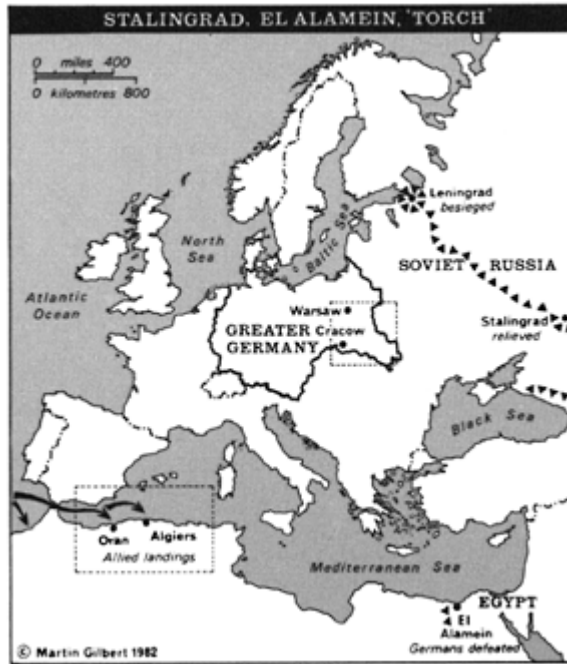 STALINGRAD, EL ALAMEIN, 'TORCH'
0 miles 400
0 kilometres 800
Leningrad
besieged
North
Sea
Baltic Sea
SOVIET RUSSIA
Atlantic
Ocean
Warsaw
Stalingrad
relieved
GREATER
GERMANY
Cracow
Black Sea
Oran
Algiers
Allied landings
Mediterranean Sea
EGYPT
El
Alamein
Germans defeated
© Martin Gilbert 1982